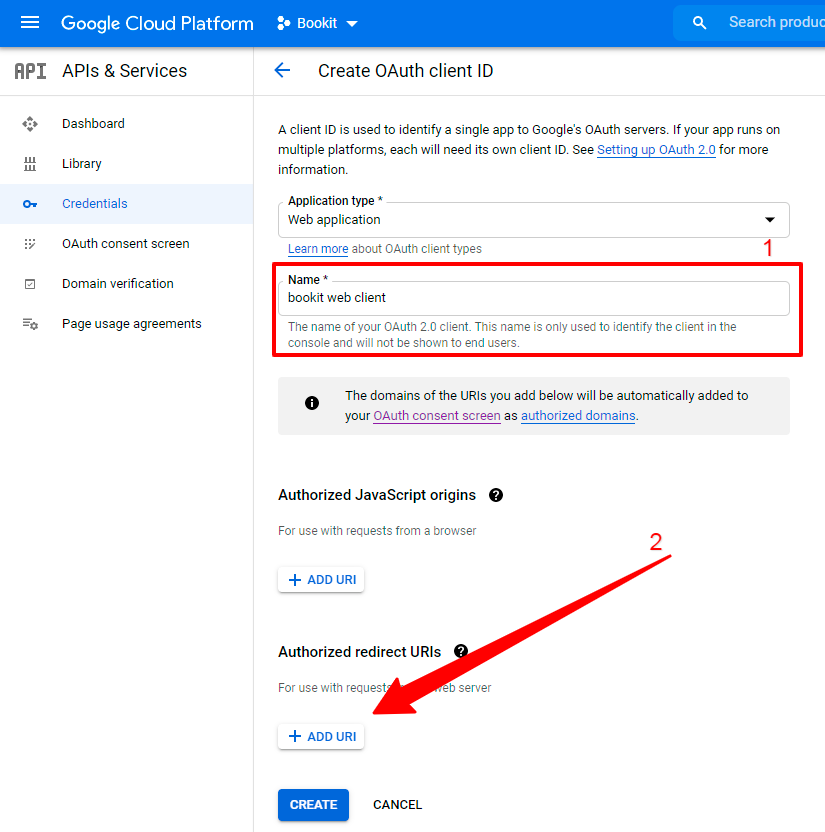 Google Cloud Platform
Bookit
Search produc
API
APIs & Services
Create OAuth client ID
Dashboard
Library
Credentials
OAuth consent screen
Domain verification
Page usage agreements
A client ID is used to identify a single app to Google's OAuth servers. If your app runs on
multiple platforms, each will need its own client ID. See Setting up OAuth 2.0 for more
information.
Application type *
Web application
Learn more about OAuth client types
1
Name *
bookit web client
The name of your OAuth 2.0 client. This name is only used to identify the client in the
console and will not be shown to end users.
The domains of the URIs you add below will be automatically added to
your OAuth consent screen as authorized domains.
Authorized JavaScript origins
For use with requests from a browser
2
+ ADD URI
Authorized redirect URIs
For use with requests web server
+ ADD URI
CREATE
CANCEL